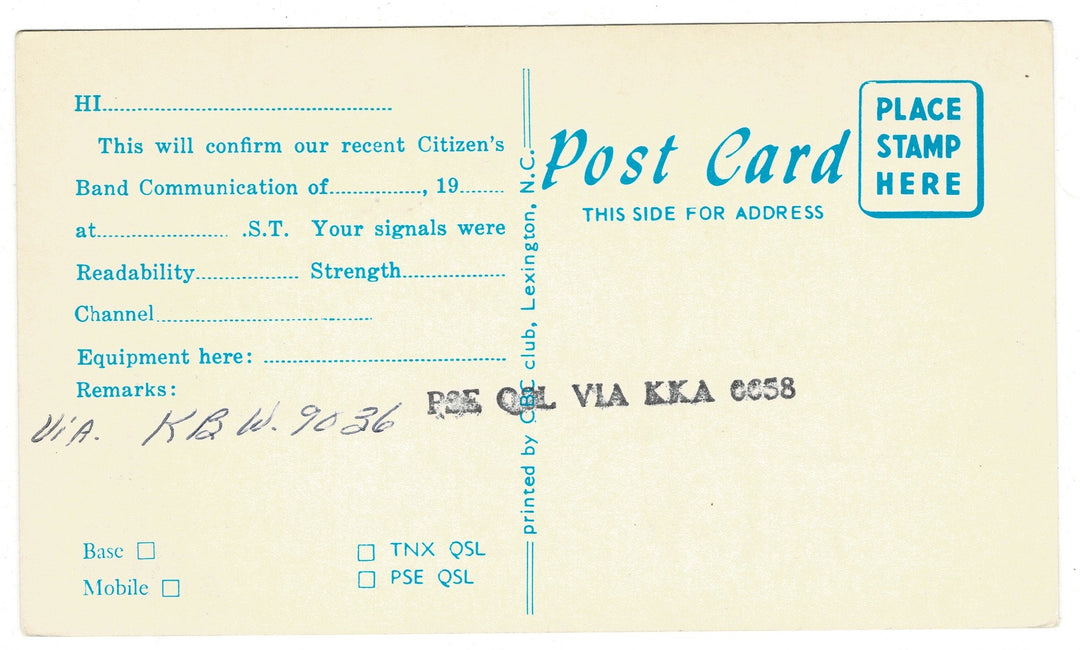 HI
This will confirm our recent Citizen's
Band Communication of, 19
at .S.T. Your signals were
Readability Strength
Channel
Equipment here:
Remarks:
ViA. KBW. 9036
Base
Mobile
TNX QSL
PSE QSL
printed by CBC club, Lexington, N.C.
PSE QSL VIA KKA 0658
Post Card
THIS SIDE FOR ADDRESS
PLACE
STAMP
HERE